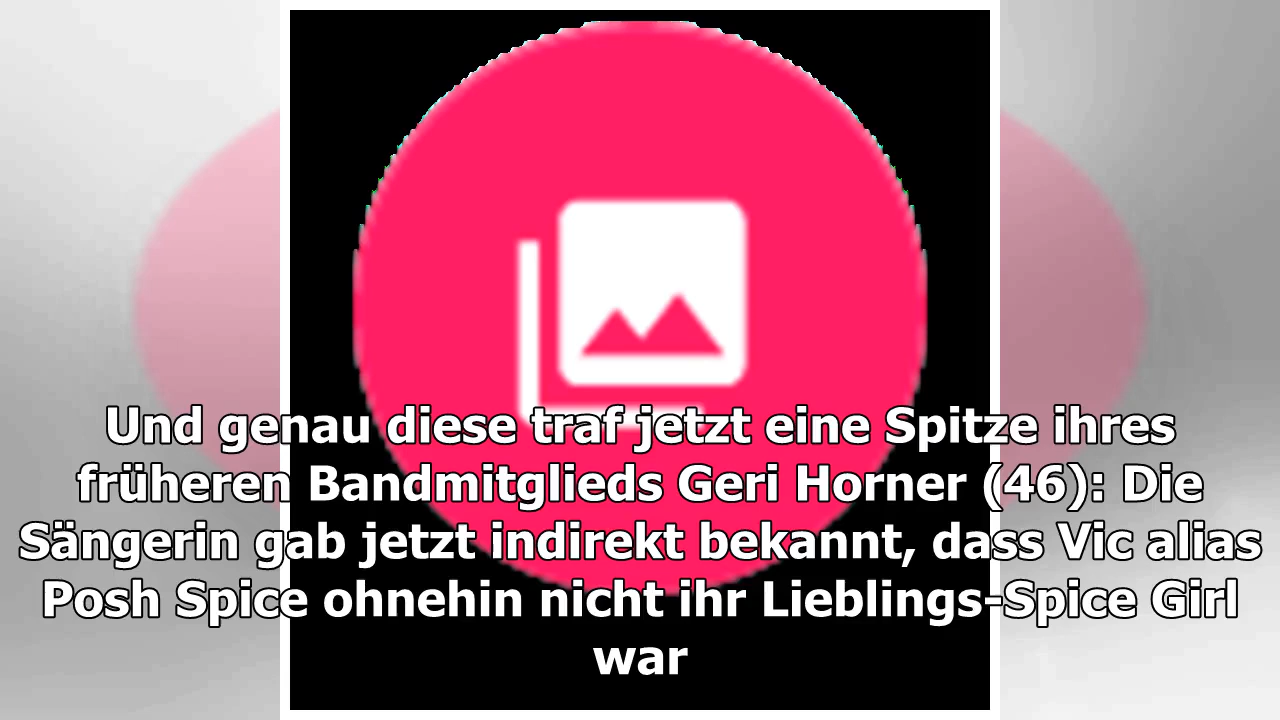 Und genau diese traf jetzt eine Spitze ihres
früheren Bandmitglieds Geri Horner (46): Die
Sängerin gab jetzt indirekt bekannt, dass Vic alias
Posh Spice ohnehin nicht ihr Lieblings-Spice Girl
war